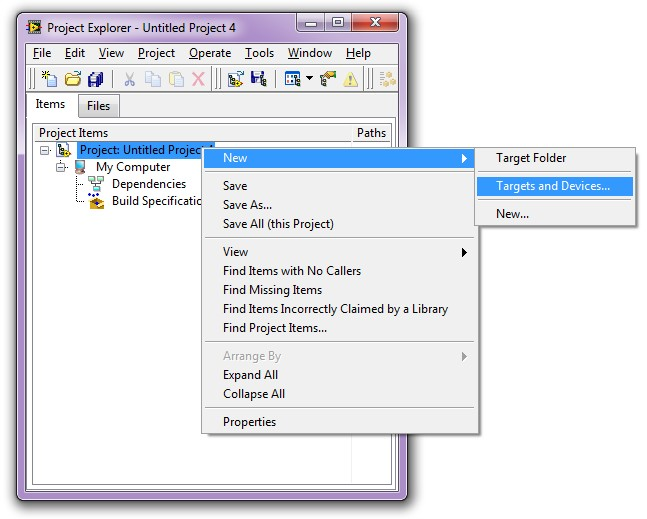 Project Explorer - Untitled Project 4
File Edit View Project Operate Tools Window Help
Items Files
Project Items Paths
Project: Untitled Project 4
My Computer
Dependencies
Build Specificatio
New
Save
Save As...
Save All (this Project)
View
Find Items with No Callers
Find Missing Items
Find Items Incorrectly Claimed by a Library
Find Project Items...
Arrange By
Expand All
Collapse All
Properties
Target Folder
Targets and Devices...
New...